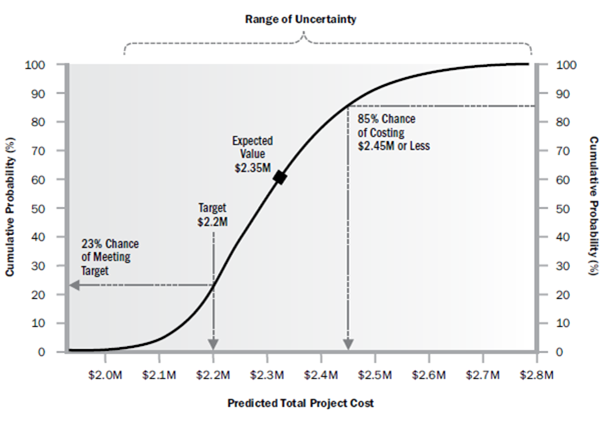 Range of Uncertainty
Cumulative Probability (%)
100
90
80
70
60
50
40
30
20
10
0
Expected
Value
$2.35M
85% Chance
of Costing
$2.45M or Less
Target
$2.2M
23% Chance
of Meeting
Target
100
90
80
70
60
50
40
30
20
10
0
Cumulative Probability (%)
$2.0M $2.1M $2.2M $2.3M $2.4M $2.5M $2.6M $2.7M $2.8M
Predicted Total Project Cost